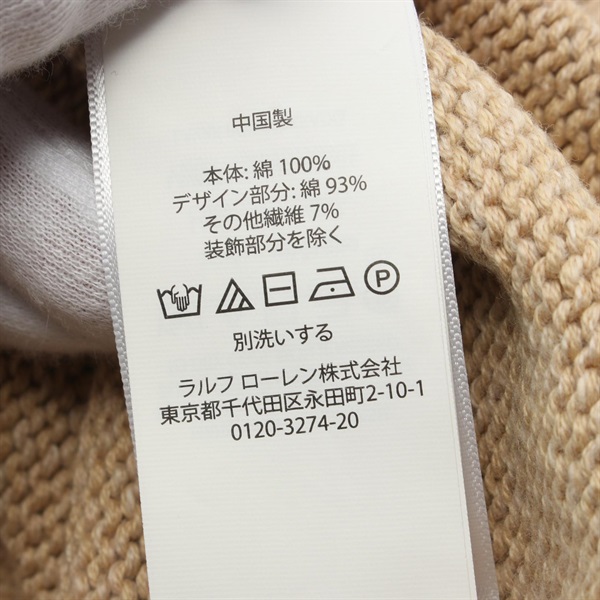 中国製
本体: 綿 100%
デザイン部分: 綿 93%
その他繊維 7%
装飾部分を除く
P
別洗いする
ラルフ ローレン株式会社
東京都千代田区永田町2-10-1
0120-3274-20